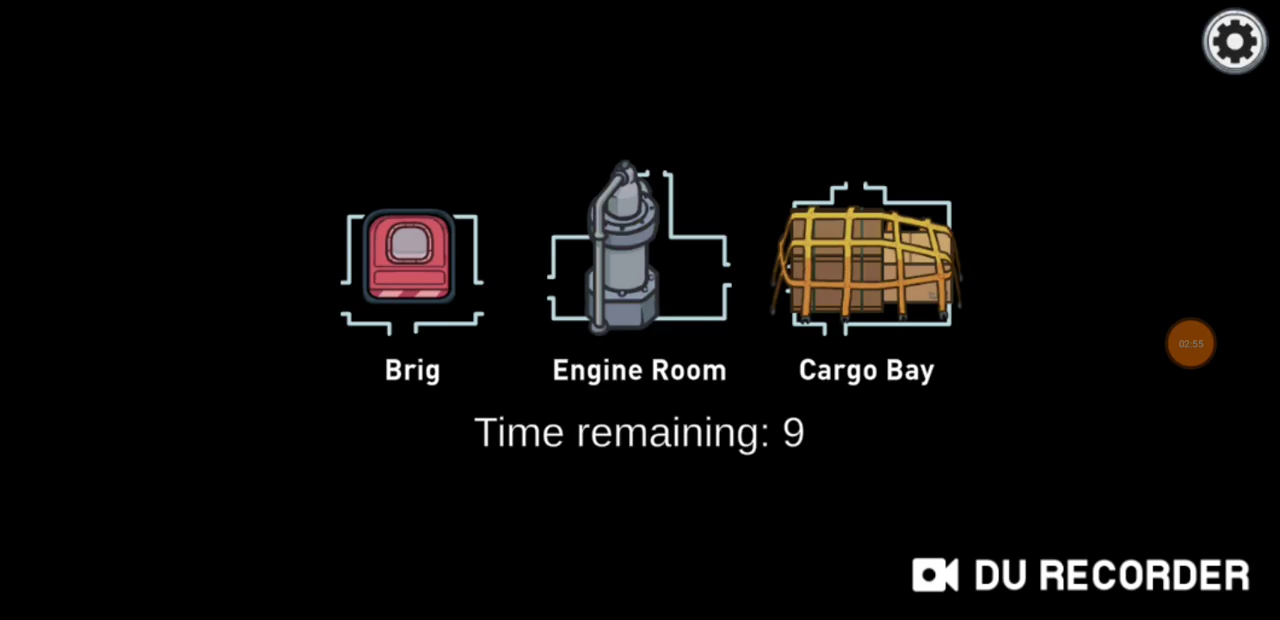 02:55
Brig
Engine Room
Cargo Bay
Time remaining: 9
DU RECORDER